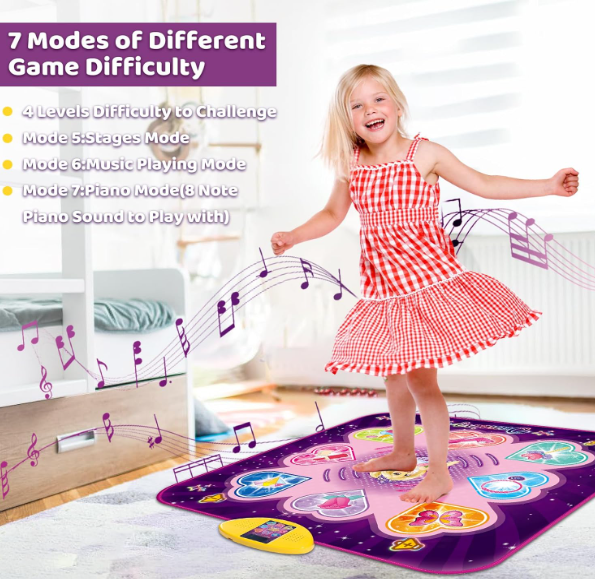 7 Modes of Different
Game Difficulty
4 Levels Difficulty to Challenge
Mode 5:Stages Mode
Mode 6:Music Playing Mode
Mode 7:Piano Mode(8 Note
Piano Sound to Play with)